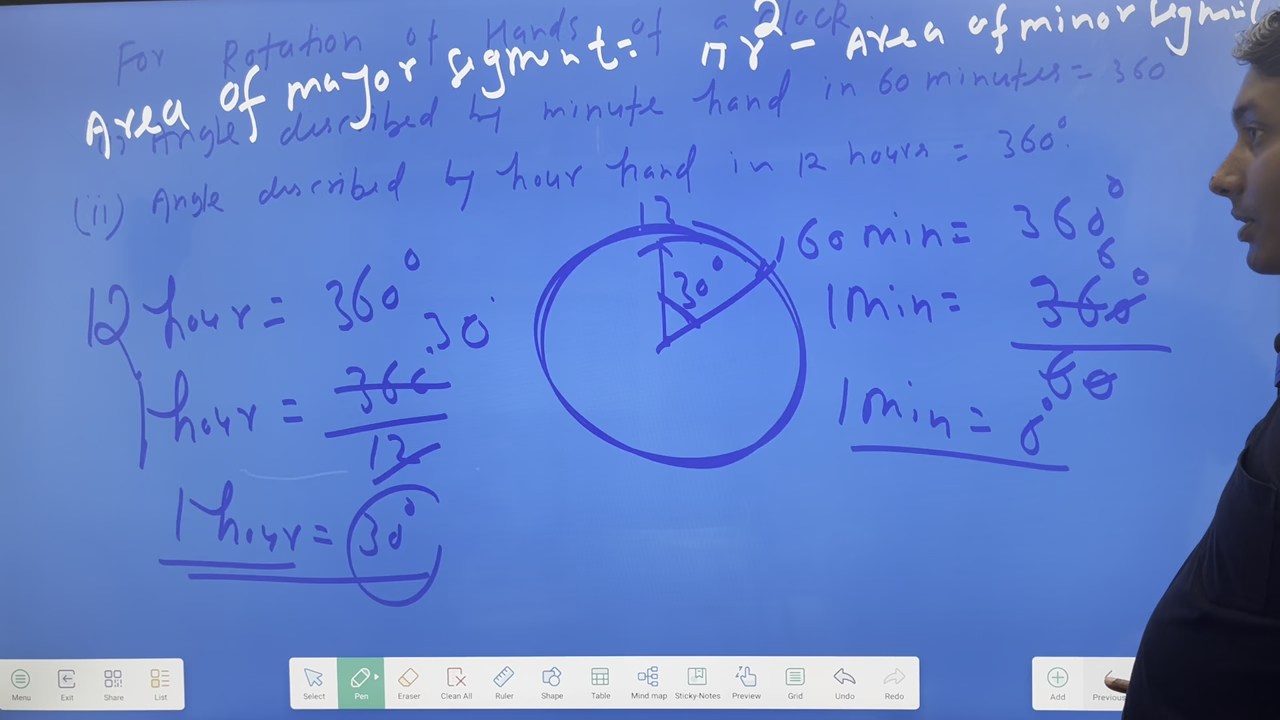 For Rotation of Hands of a clock
Area of major segment = πr² - Area of minor segment
(i) Angle described by minute hand in 60 minutes = 360
(ii) Angle described by hour hand in 12 hours = 360°.
12 hour = 360°
1 hour = 360/12 30°
1 hour = 30°
12
1
30°
60 min = 360°
1 min = 360°/60 6
1 min = 6°
Menu
Exit
Share
List
Select
Pen
Eraser
Clean All
Ruler
Shape
Table
Mind map
Sticky-Notes
Preview
Grid
Undo
Redo
Add
Previous